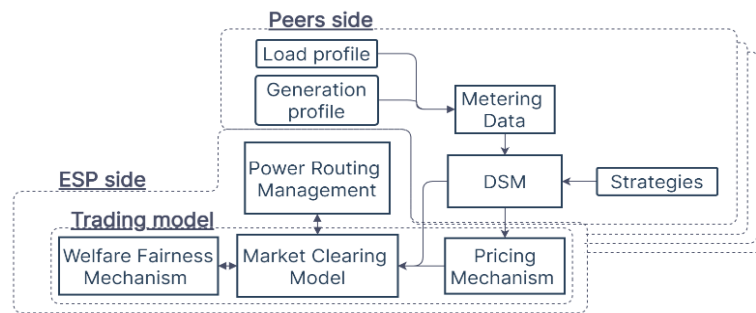 Peers side
Load profile
Generation
profile
Metering
Data
ESP side
Power Routing
Management
DSM
Strategies
Trading model
Welfare Fairness
Mechanism
Market Clearing
Model
Pricing
Mechanism